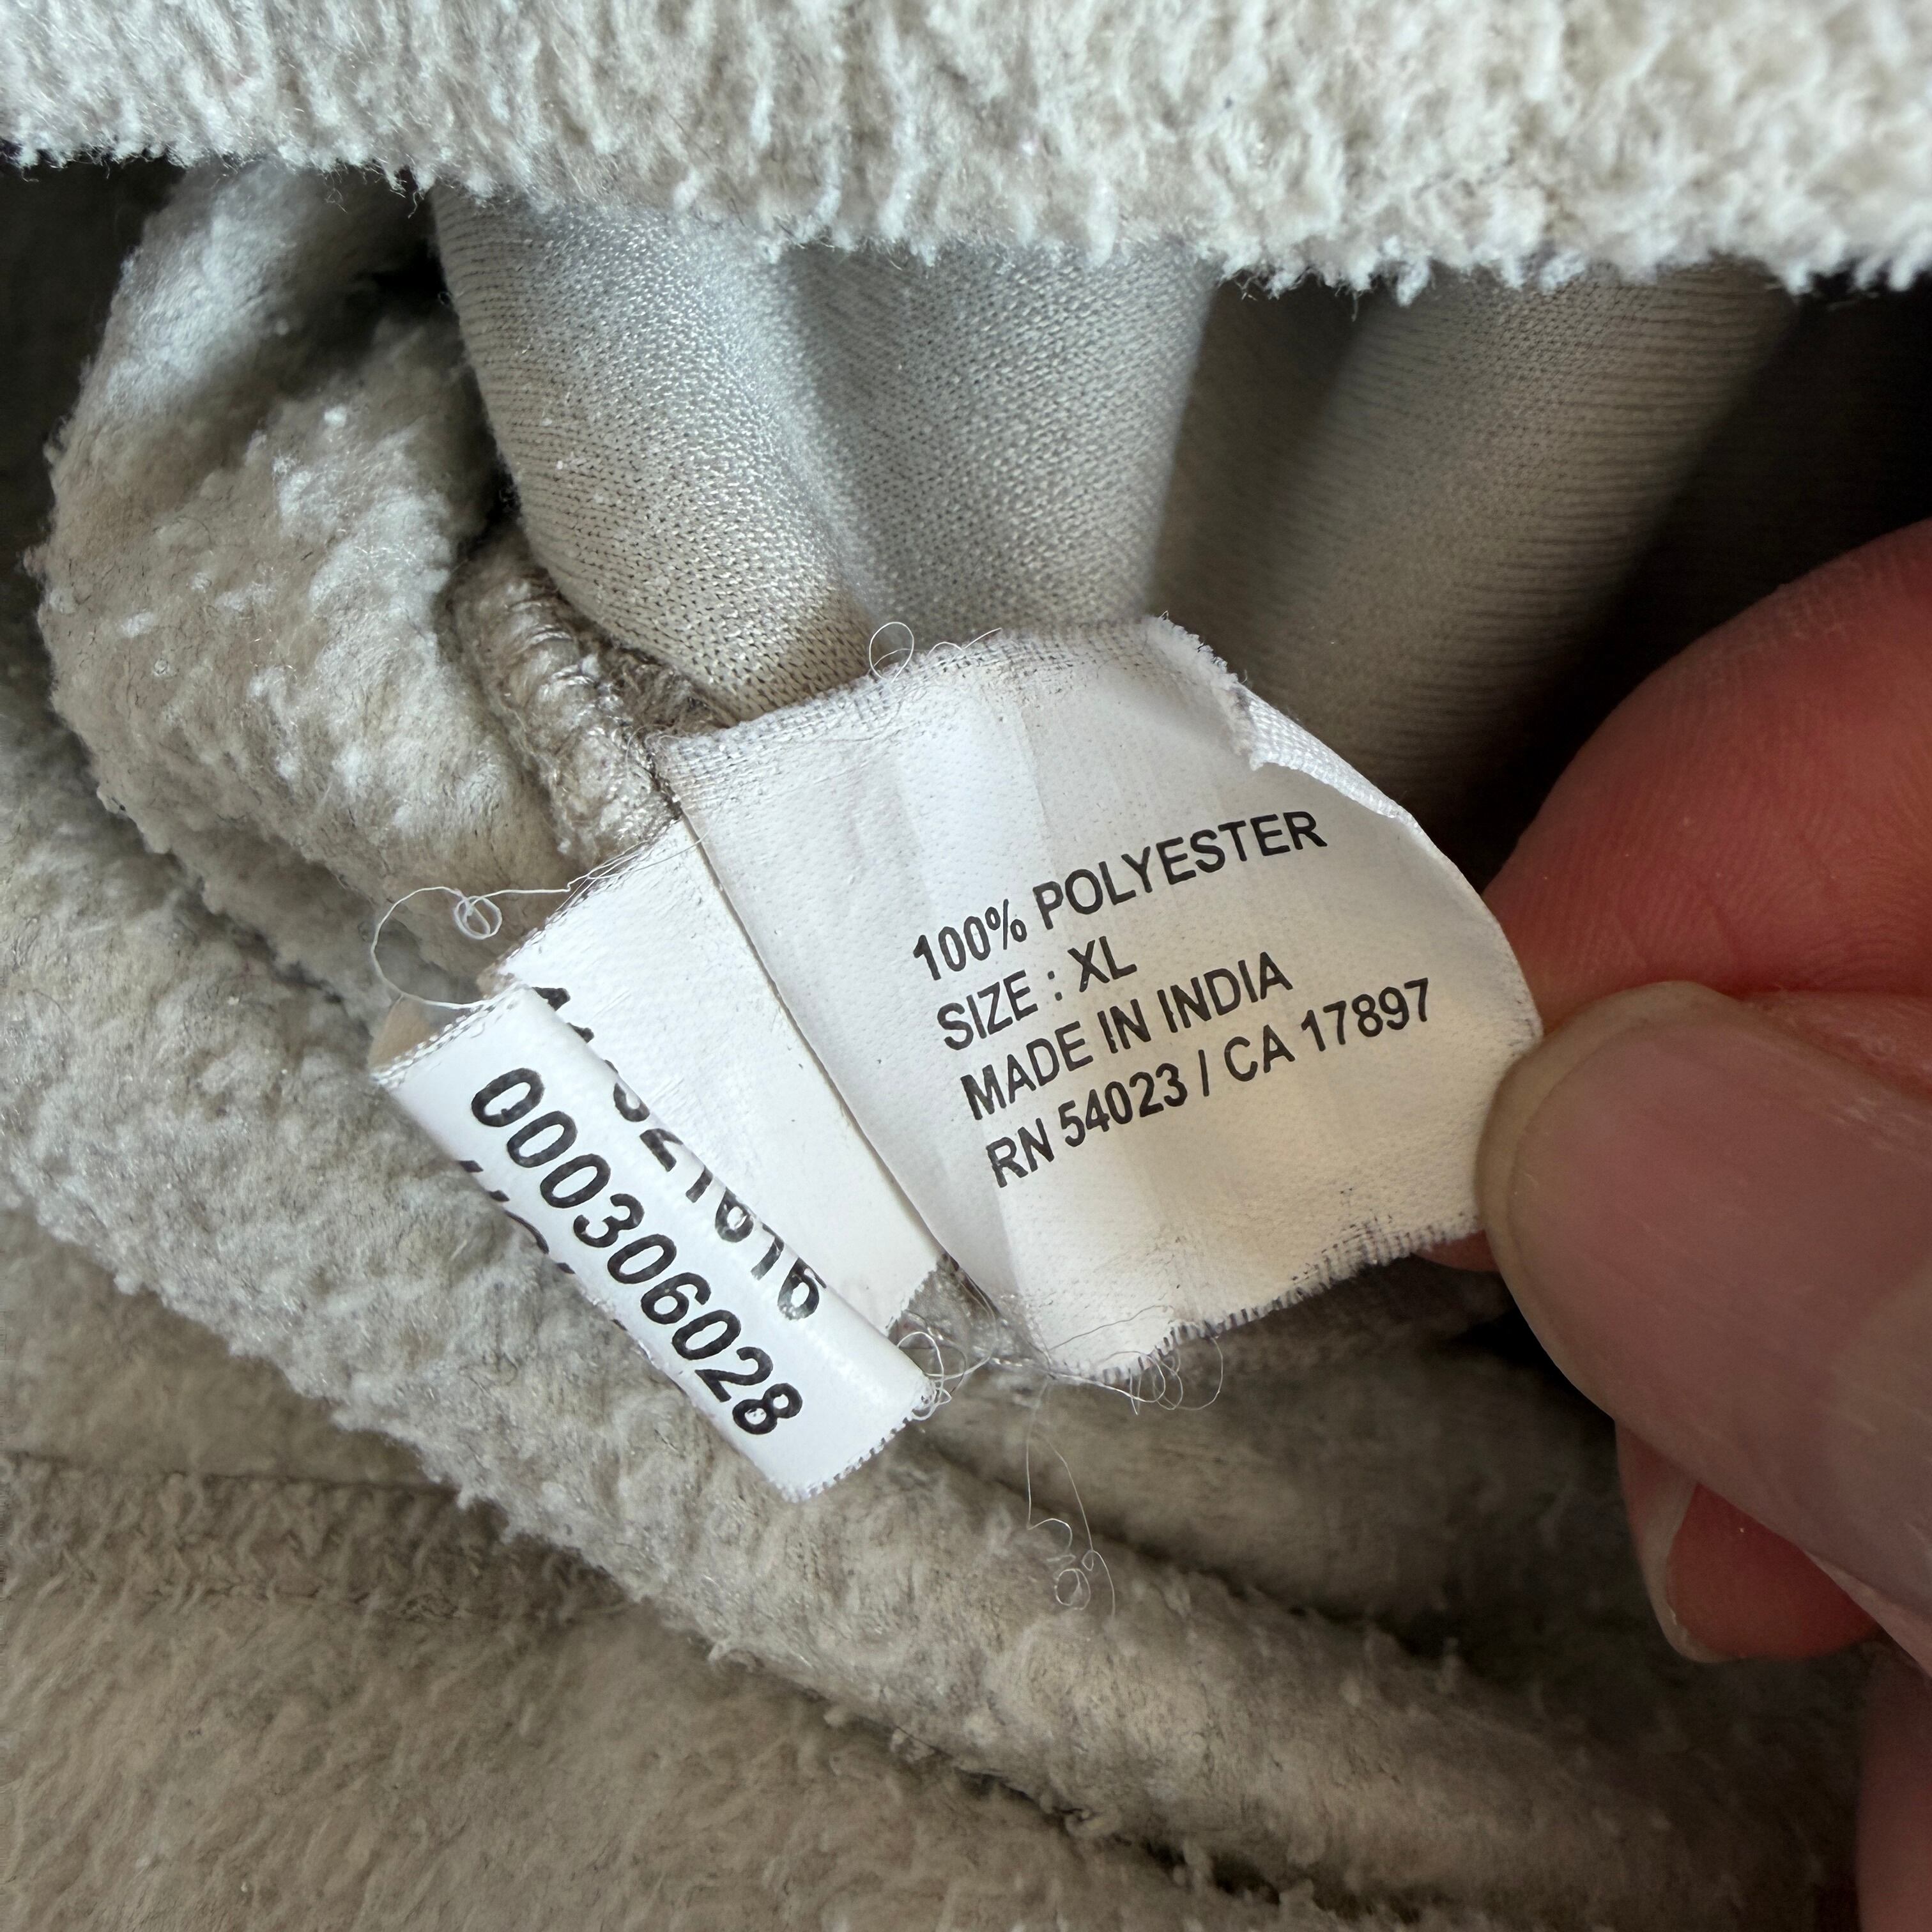 100% POLYESTER
SIZE : XL
MADE IN INDIA
RN 54023 / CA 17897
000306028